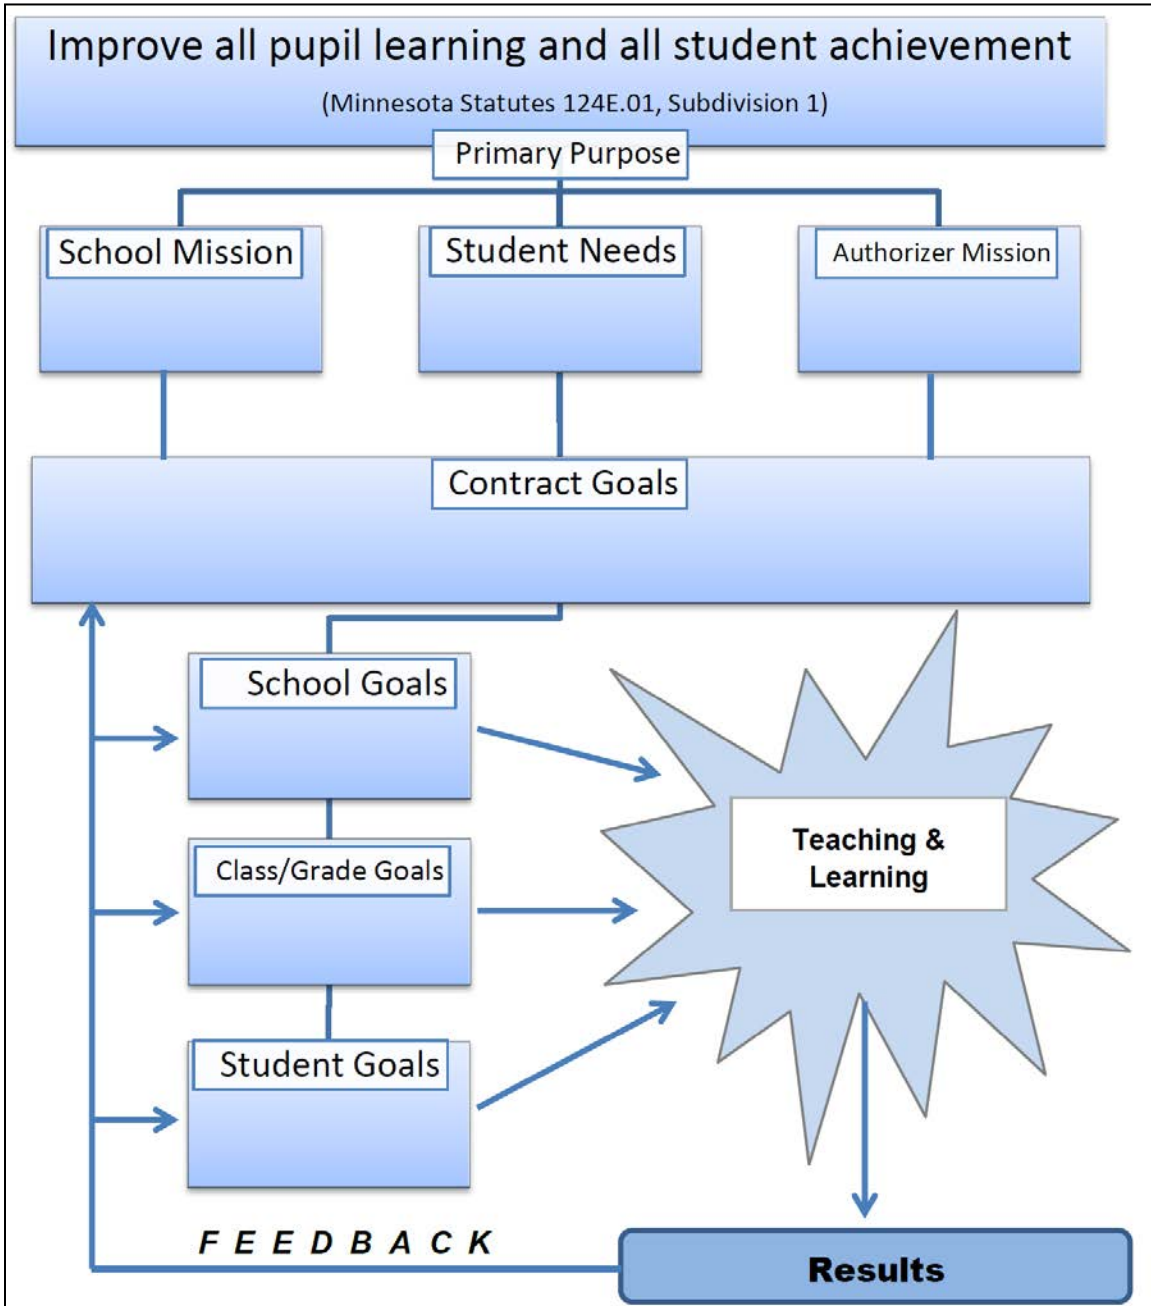 Improve all pupil learning and all student achievement
(Minnesota Statutes 124E.01, Subdivision 1)
Primary Purpose
School Mission
Student Needs
Authorizer Mission
Contract Goals
School Goals
Class/Grade Goals
Student Goals
Teaching &
Learning
F E E D B A C K
Results